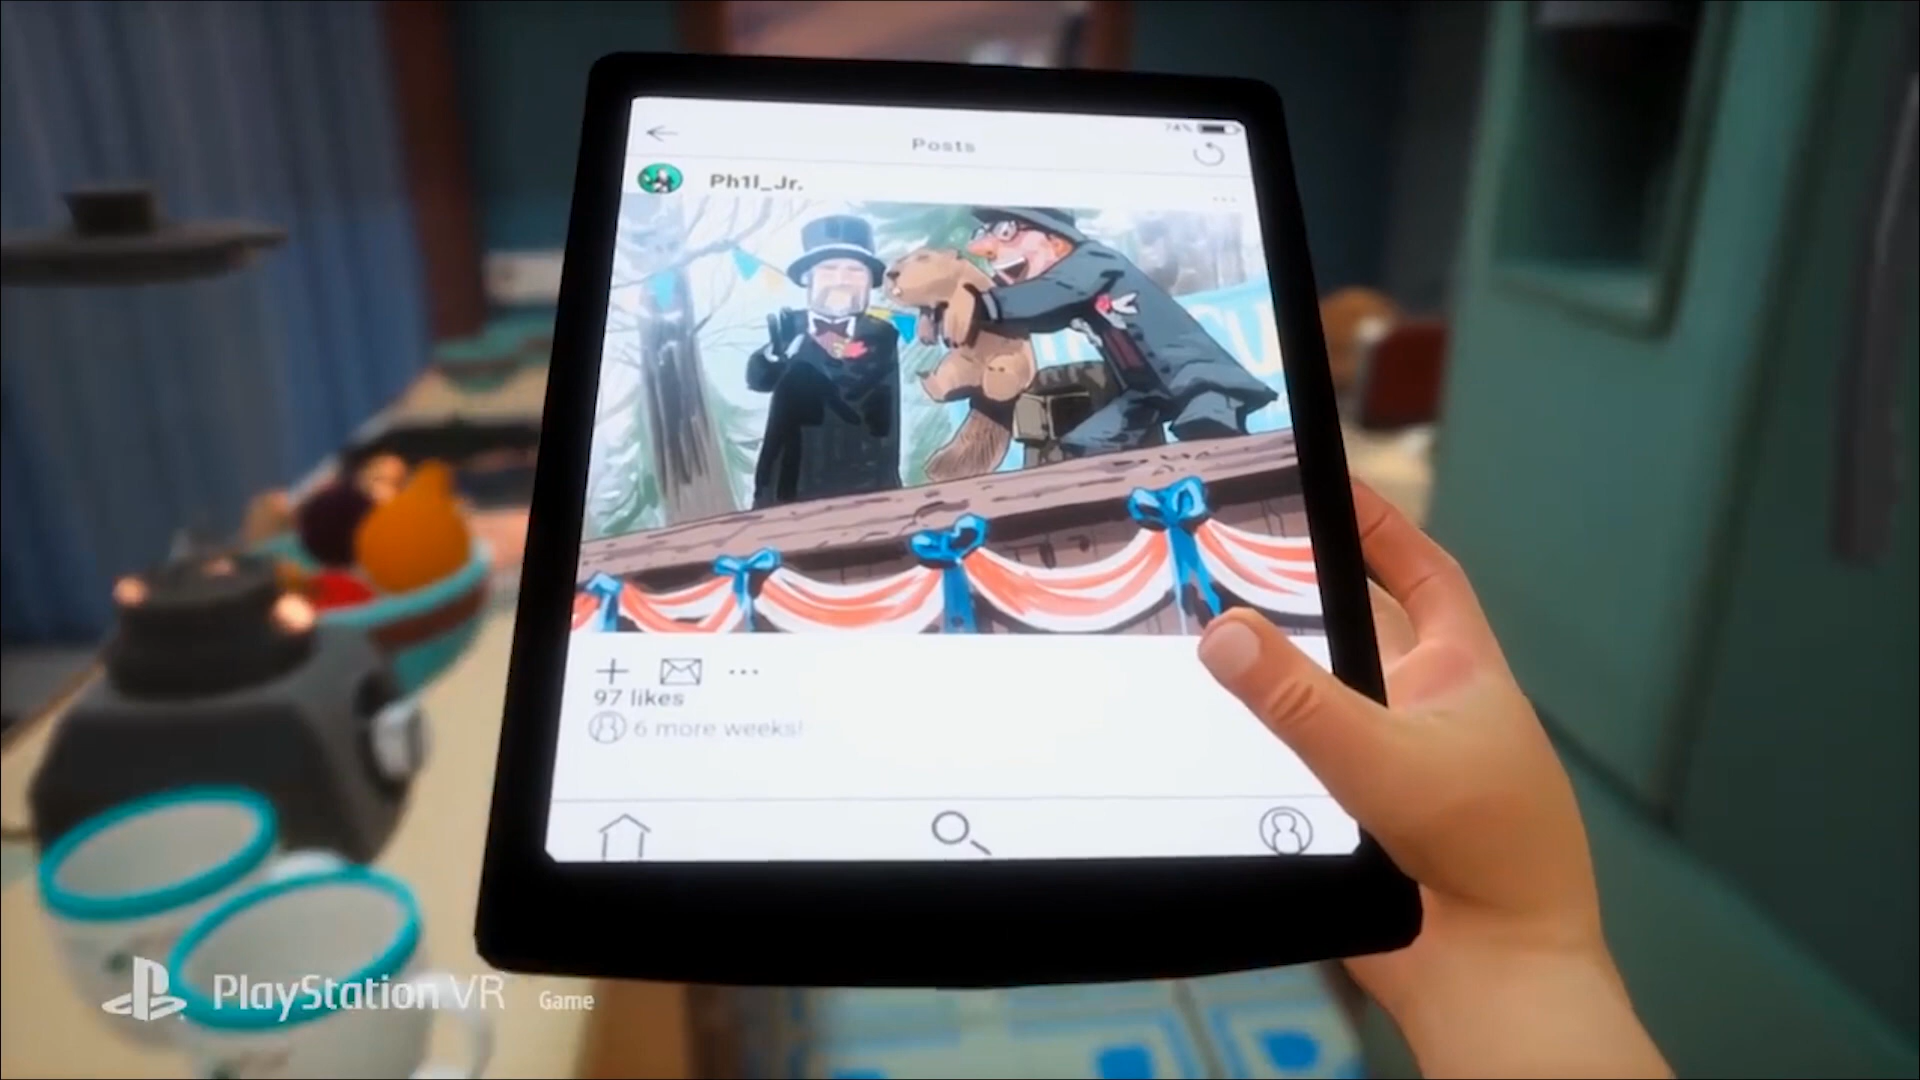 74%
Posts
Ph1l_Jr.
97 likes
6 more weeks!
PlayStation VR Game